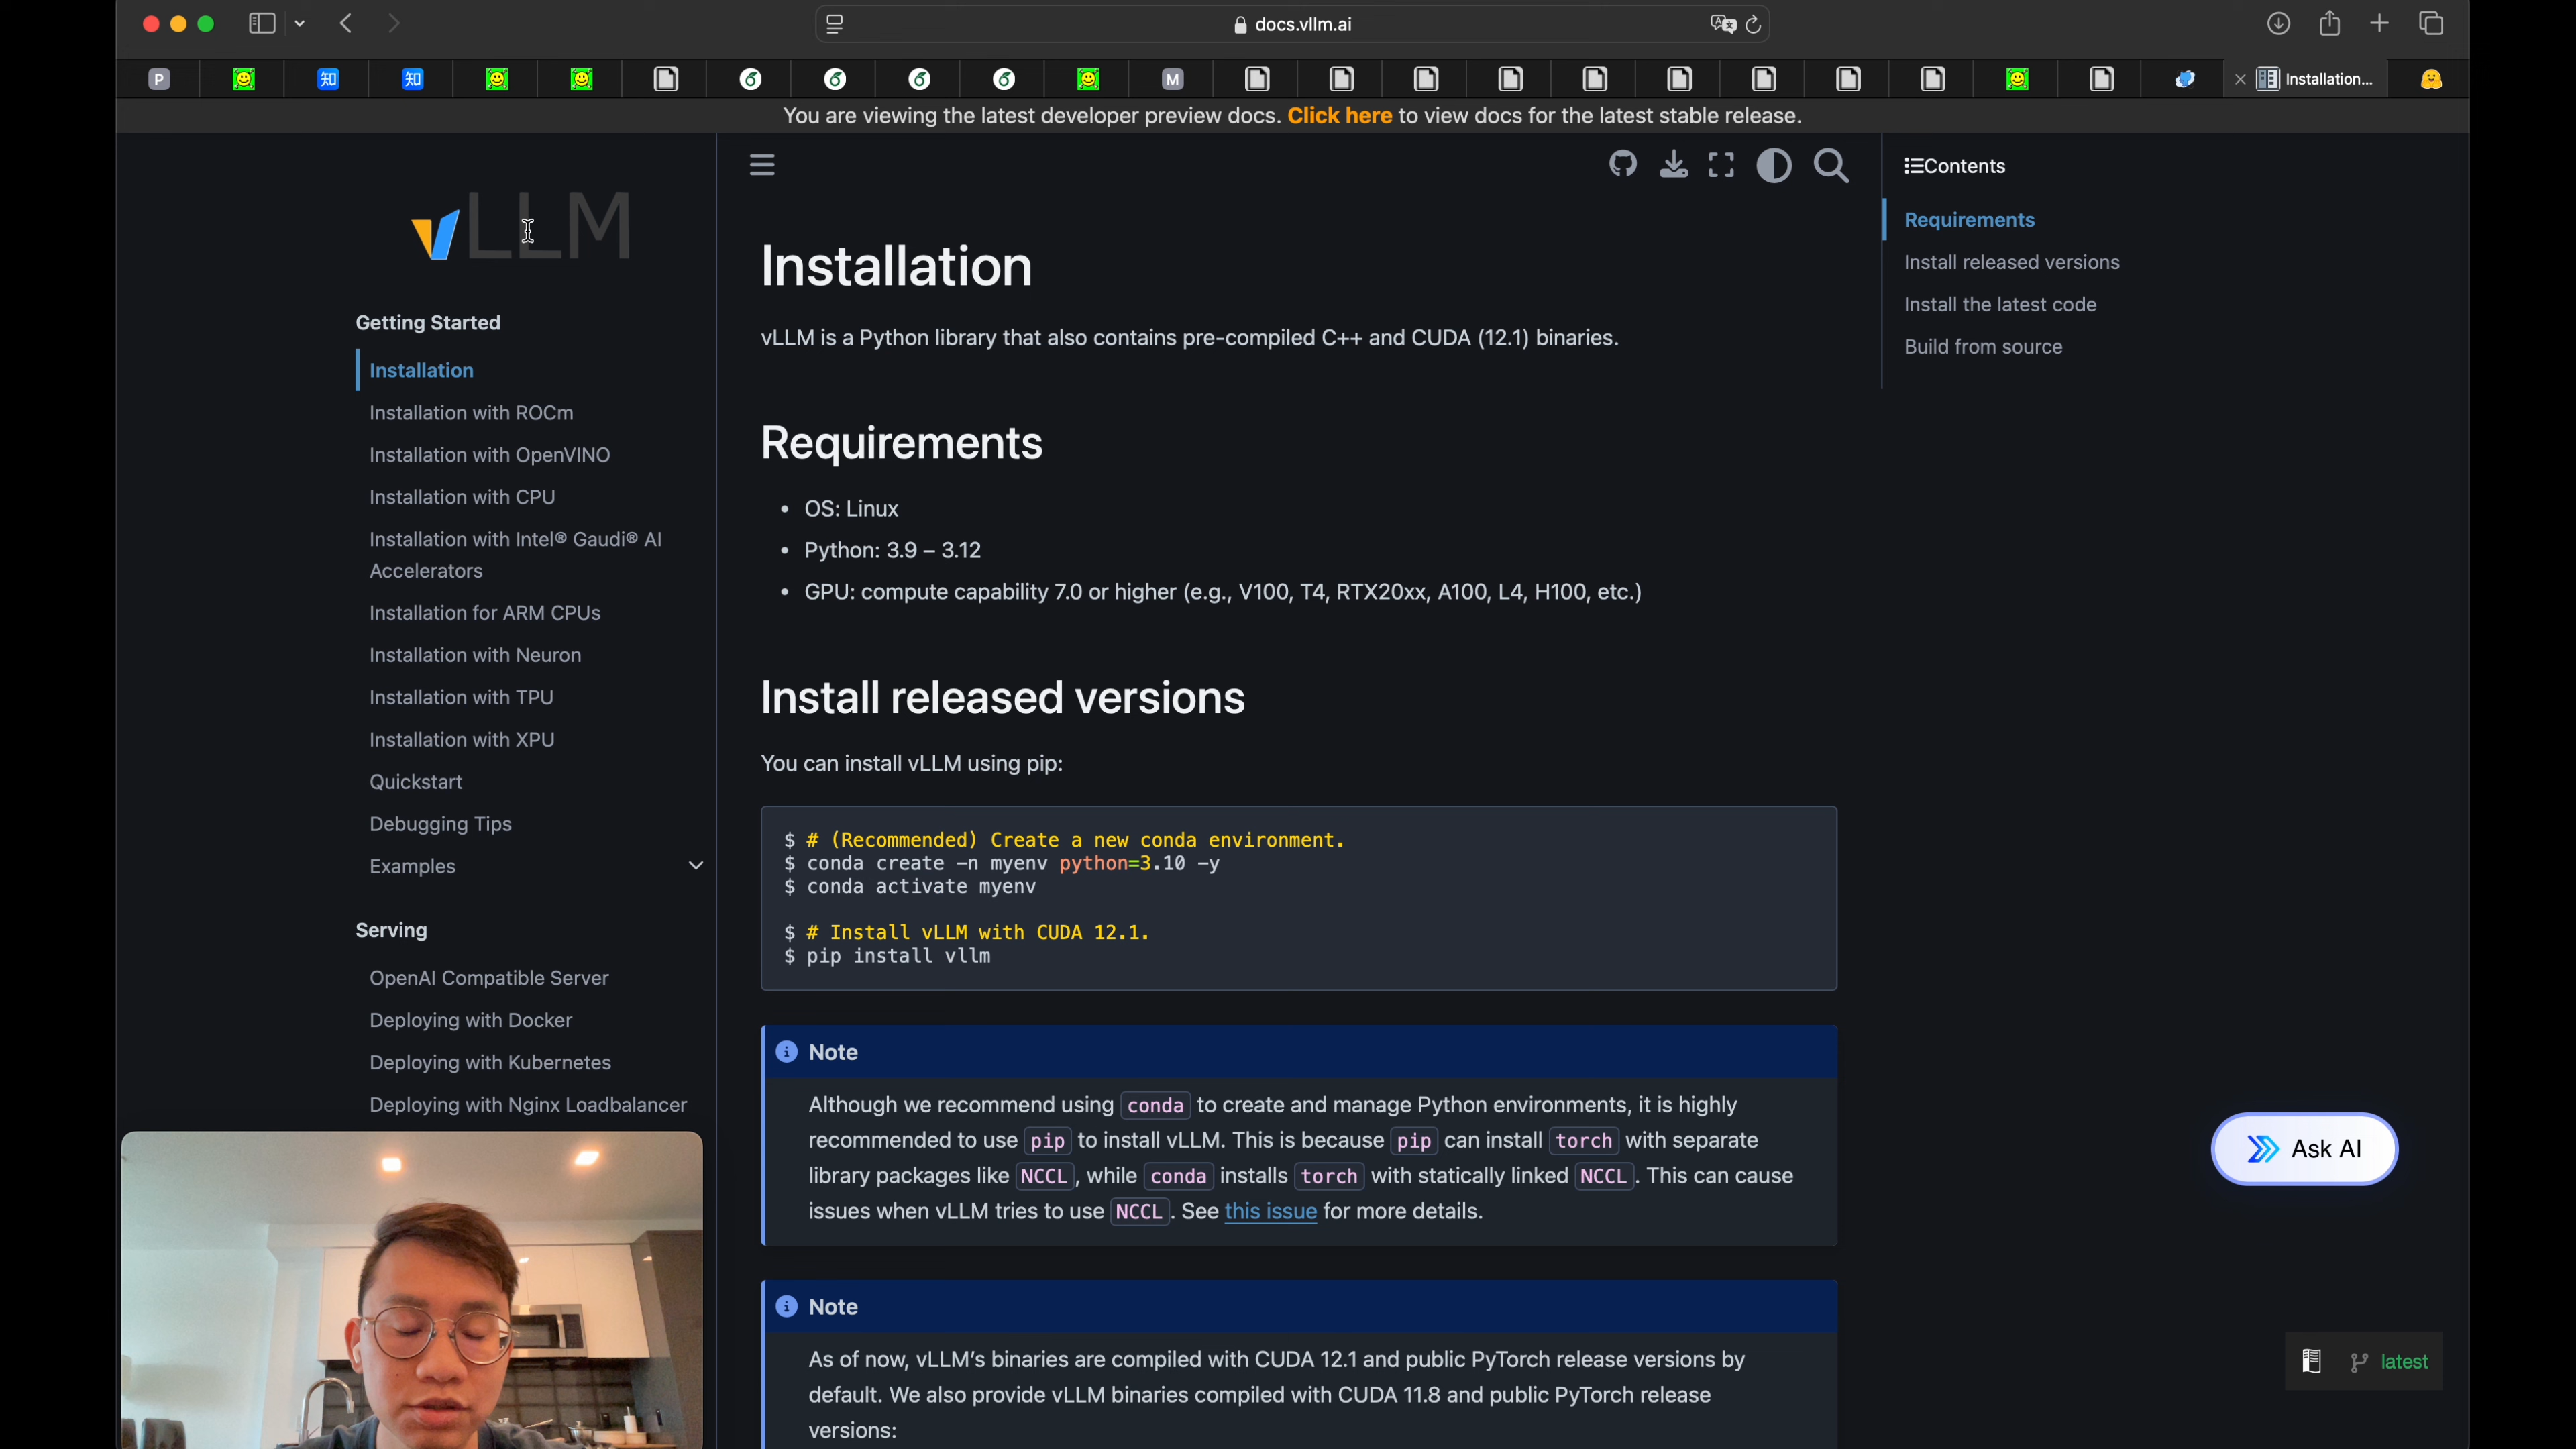 docs.vllm.ai
P
知
知
M
Installation...
You are viewing the latest developer preview docs. Click here to view docs for the latest stable release.
vLLM
Getting Started
Installation
Installation with ROCm
Installation with OpenVINO
Installation with CPU
Installation with Intel® Gaudi® AI
Accelerators
Installation for ARM CPUs
Installation with Neuron
Installation with TPU
Installation with XPU
Quickstart
Debugging Tips
Examples
Serving
OpenAI Compatible Server
Deploying with Docker
Deploying with Kubernetes
Deploying with Nginx Loadbalancer
Installation
vLLM is a Python library that also contains pre-compiled C++ and CUDA (12.1) binaries.
Requirements
• OS: Linux
• Python: 3.9 – 3.12
• GPU: compute capability 7.0 or higher (e.g., V100, T4, RTX20xx, A100, L4, H100, etc.)
Install released versions
You can install vLLM using pip:
$ # (Recommended) Create a new conda environment.
$ conda create -n myenv python=3.10 -y
$ conda activate myenv
$ # Install vLLM with CUDA 12.1.
$ pip install vllm
Note
Although we recommend using conda to create and manage Python environments, it is highly
recommended to use pip to install vLLM. This is because pip can install torch with separate
library packages like NCCL, while conda installs torch with statically linked NCCL. This can cause
issues when vLLM tries to use NCCL. See this issue for more details.
Note
As of now, vLLM’s binaries are compiled with CUDA 12.1 and public PyTorch release versions by
default. We also provide vLLM binaries compiled with CUDA 11.8 and public PyTorch release
versions:
Contents
Requirements
Install released versions
Install the latest code
Build from source
Ask AI
latest